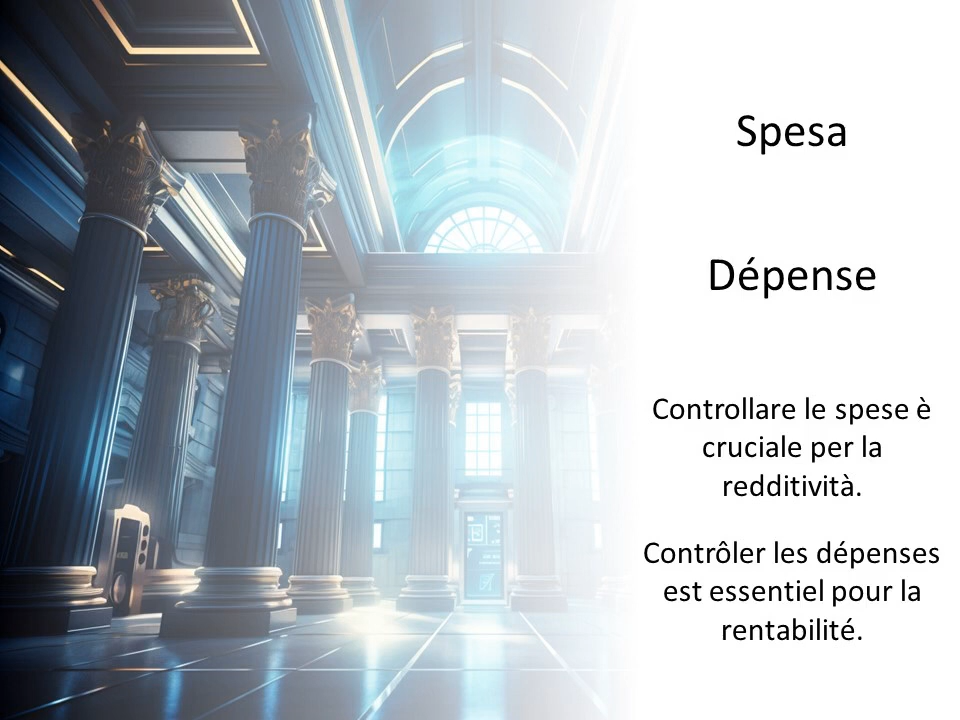 Spesa
Dépense
Controllare le spese è
cruciale per la
redditività.
Contrôler les dépenses
est essentiel pour la
rentabilité.